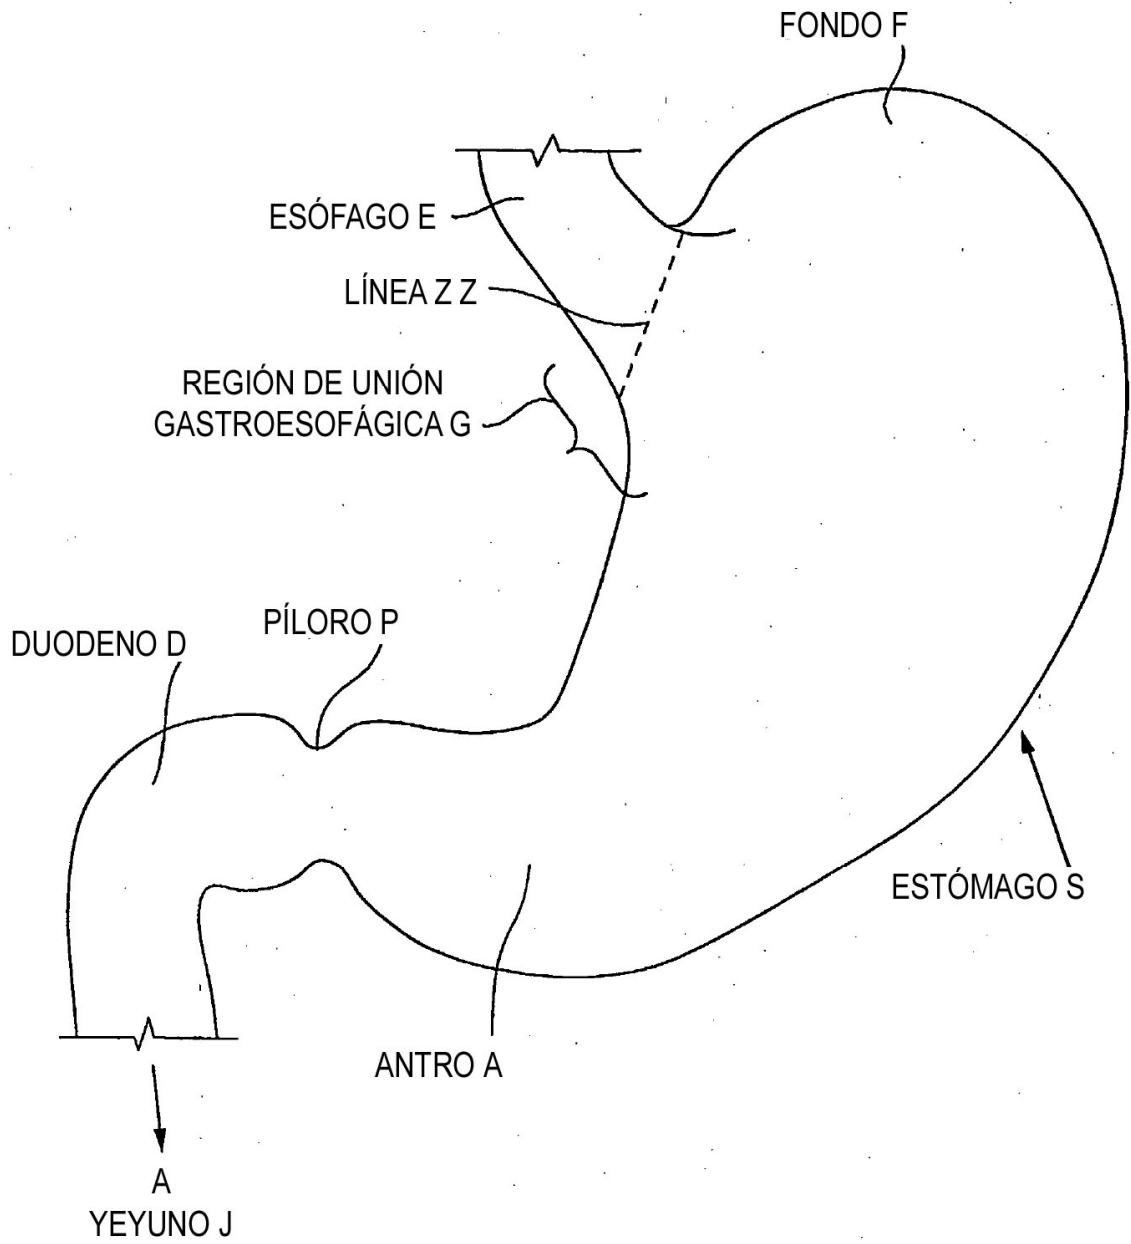 FONDO F
ESÓFAGO E
LÍNEA Z Z
REGIÓN DE UNIÓN
GASTROESOFÁGICA G
PÍLORO P
DUODENO D
ESTÓMAGO S
ANTRO A
A
YEYUNO J